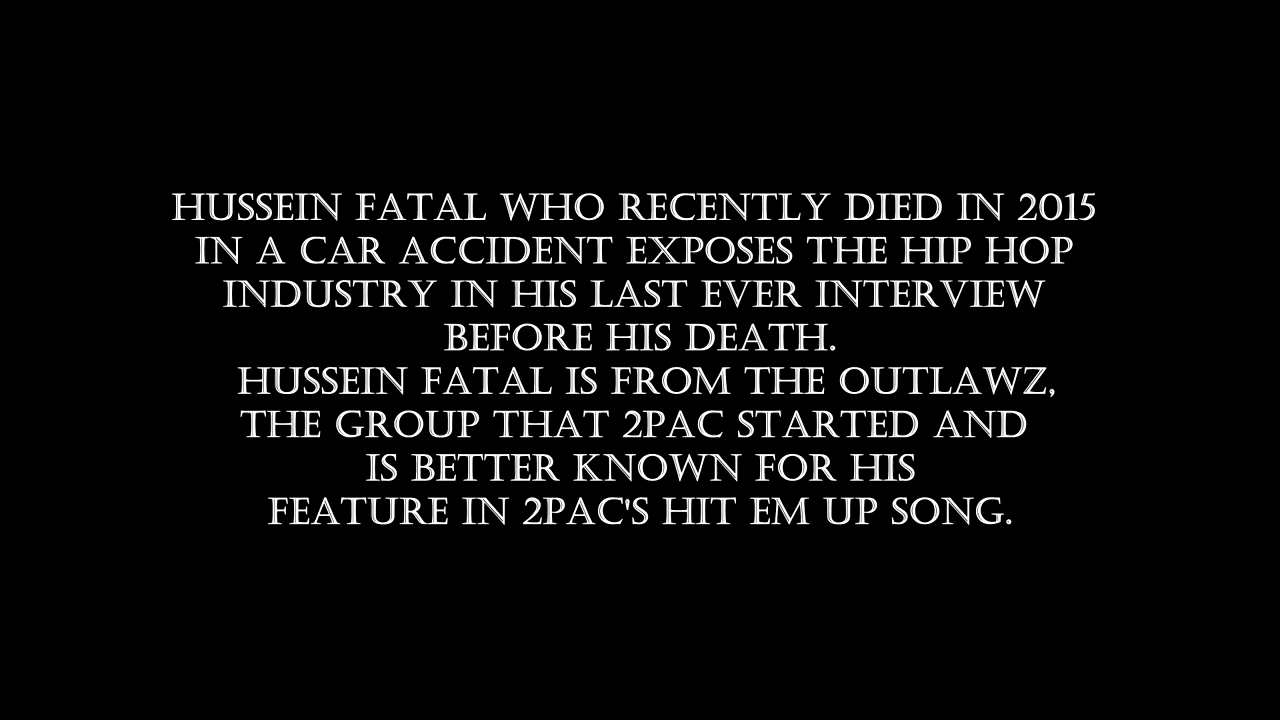 HUSSEIN FATAL WHO RECENTLY DIED IN 2015
IN A CAR ACCIDENT EXPOSES THE HIP HOP
INDUSTRY IN HIS LAST EVER INTERVIEW
BEFORE HIS DEATH.
HUSSEIN FATAL IS FROM THE OUTLAWZ,
THE GROUP THAT 2PAC STARTED AND
IS BETTER KNOWN FOR HIS
FEATURE IN 2PAC'S HIT EM UP SONG.